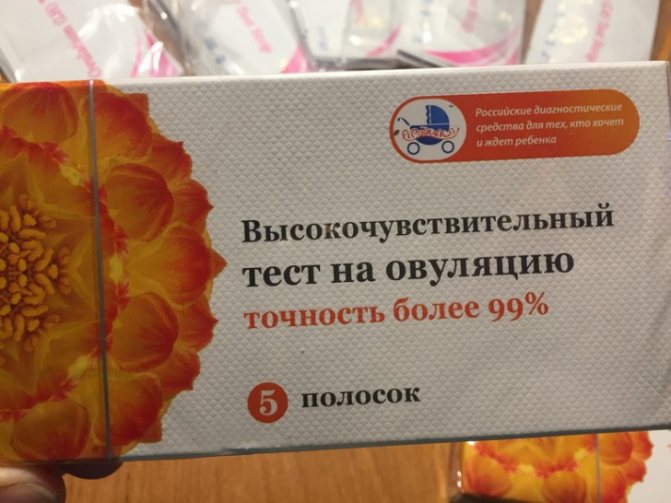 Российские диагностические
средства для тех, кто хочет
и ждет ребенка
Высокочувствительный
тест на овуляцию
точность более 99%
5 полосок